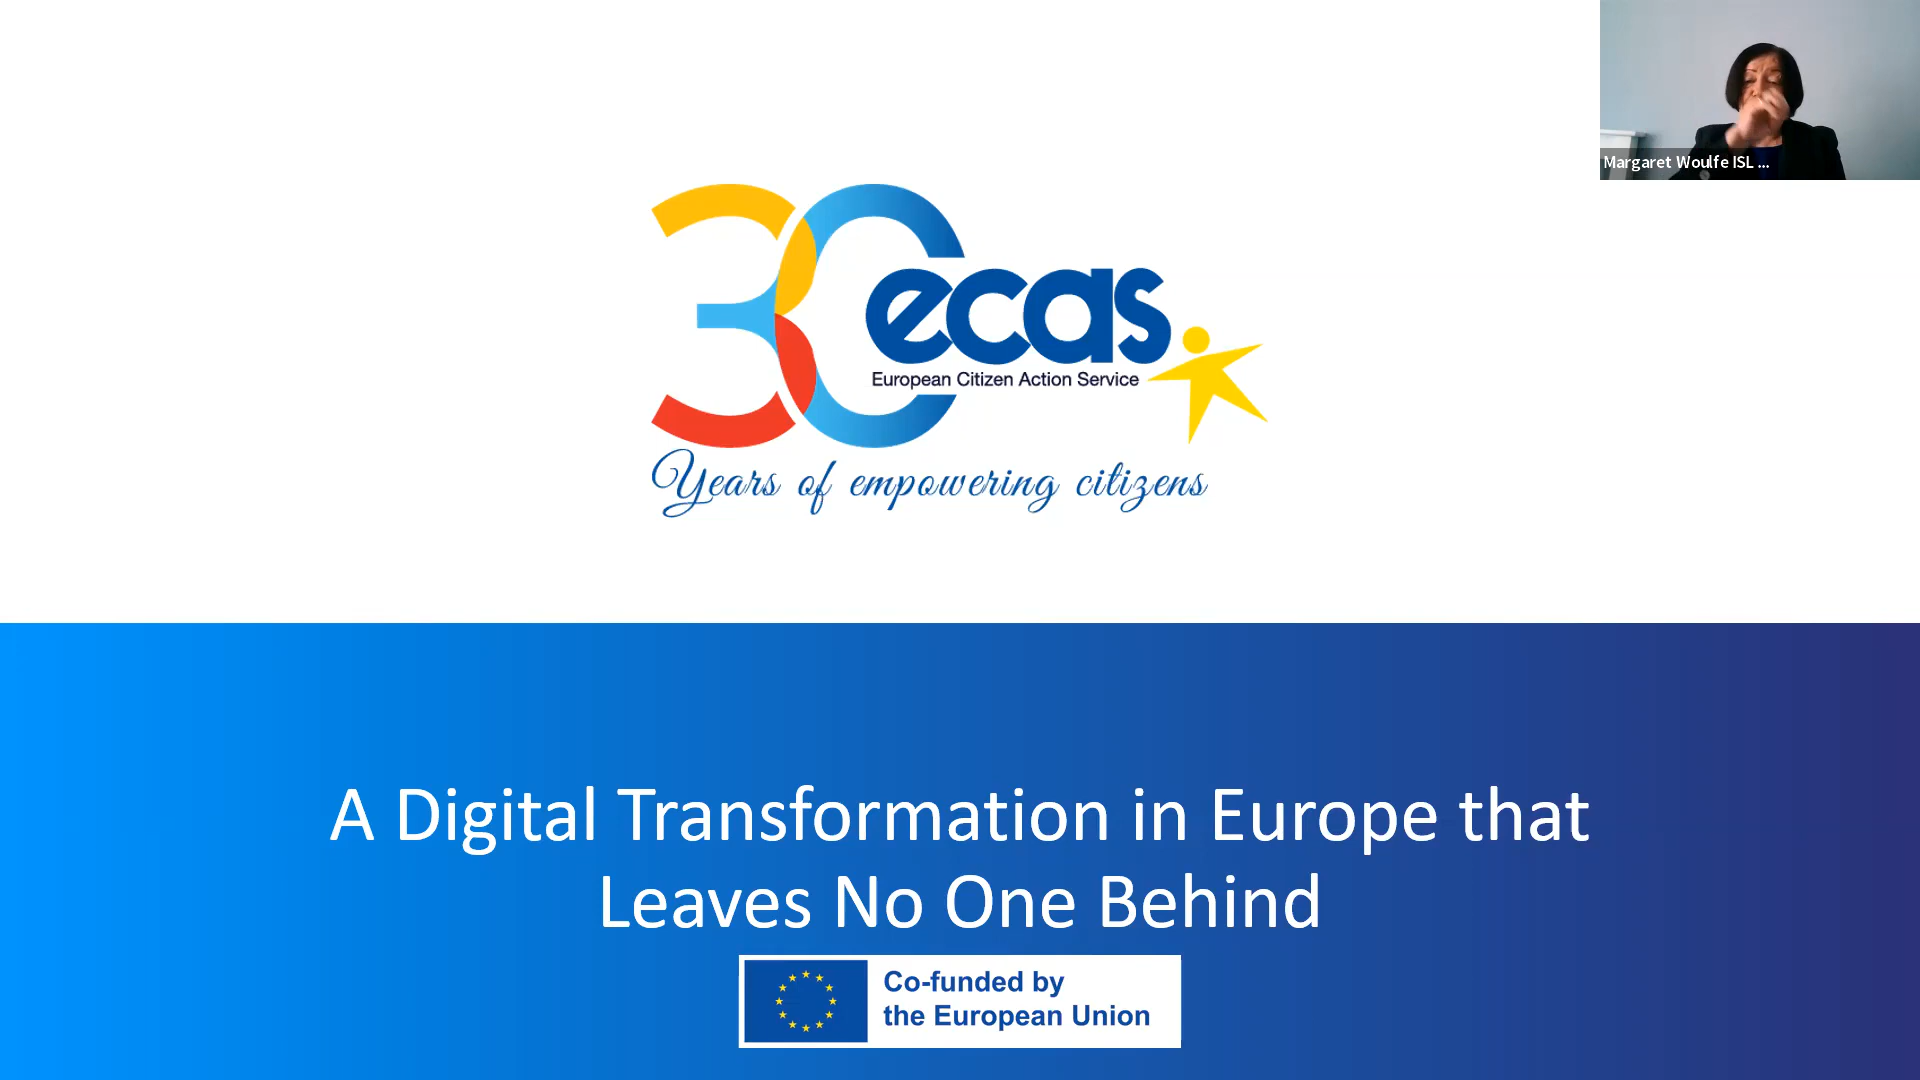 Margaret Woulfe ISL ...
30
ecas
European Citizen Action Service
Years of empowering citizens
A Digital Transformation in Europe that
Leaves No One Behind
Co-funded by
the European Union